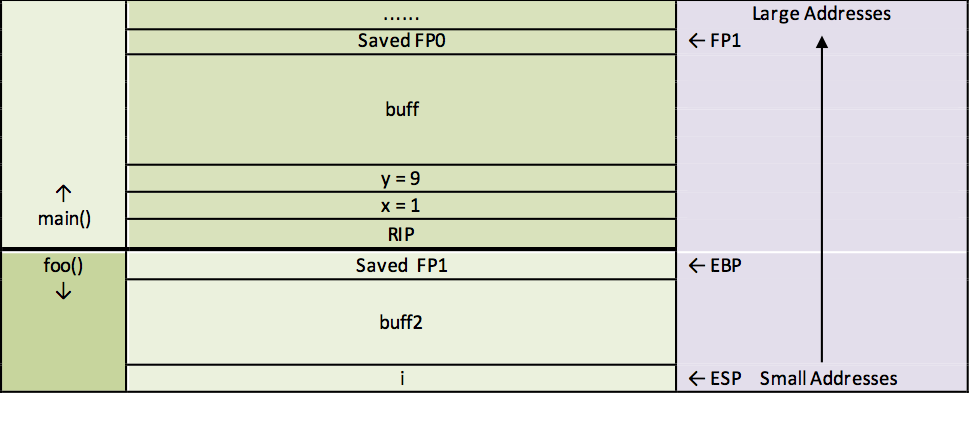 ...... Large Addresses
Saved FP0 ← FP1
buff
y = 9
↑
x = 1
main()
RIP
foo() Saved FP1 ← EBP
↓
buff2
i ← ESP Small Addresses